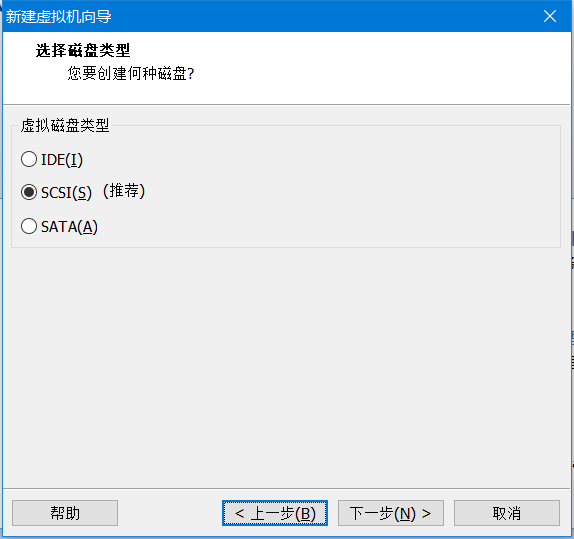 新建虚拟机向导
选择磁盘类型
您要创建何种磁盘?
虚拟磁盘类型
IDE(I)
SCSI(S) (推荐)
SATA(A)
帮助
< 上一步(B)
下一步(N) >
取消